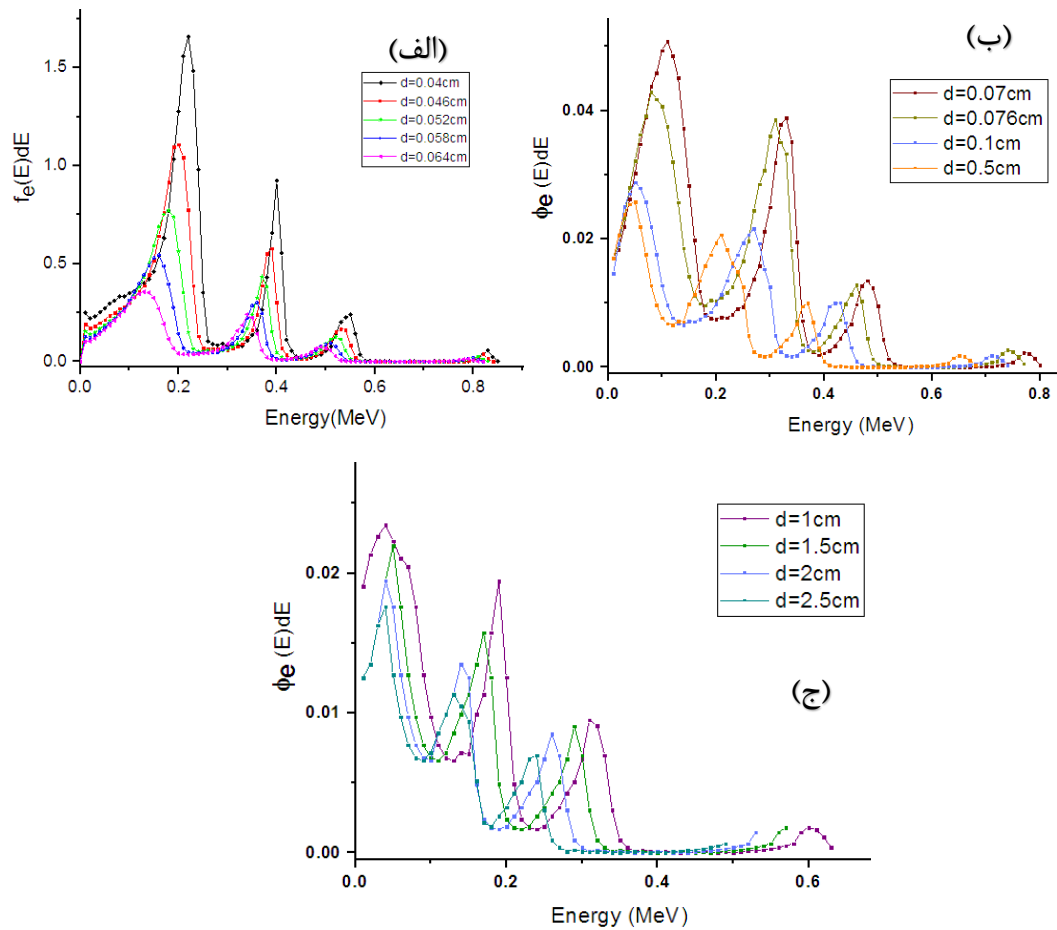 (الف)
d=0.04cm
d=0.046cm
d=0.052cm
d=0.058cm
d=0.064cm
fe(E)dE
1.5
1.0
0.5
0.0
0.0 0.2 0.4 0.6 0.8
Energy(MeV)
(ب)
d=0.07cm
d=0.076cm
d=0.1cm
d=0.5cm
ϕe (E)dE
0.04
0.02
0.00
0.0 0.2 0.4 0.6 0.8
Energy (MeV)
d=1cm
d=1.5cm
d=2cm
d=2.5cm
(ج)
ϕe (E)dE
0.02
0.01
0.00
0.0 0.2 0.4 0.6
Energy (MeV)